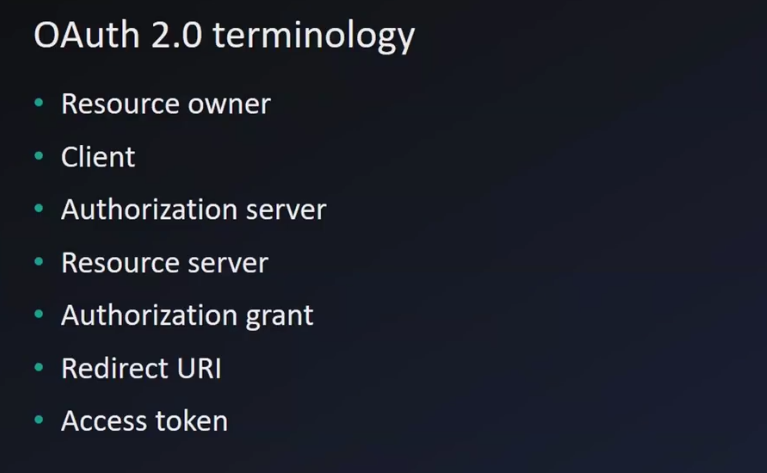 OAuth 2.0 terminology
• Resource owner
• Client
• Authorization server
• Resource server
• Authorization grant
• Redirect URI
• Access token